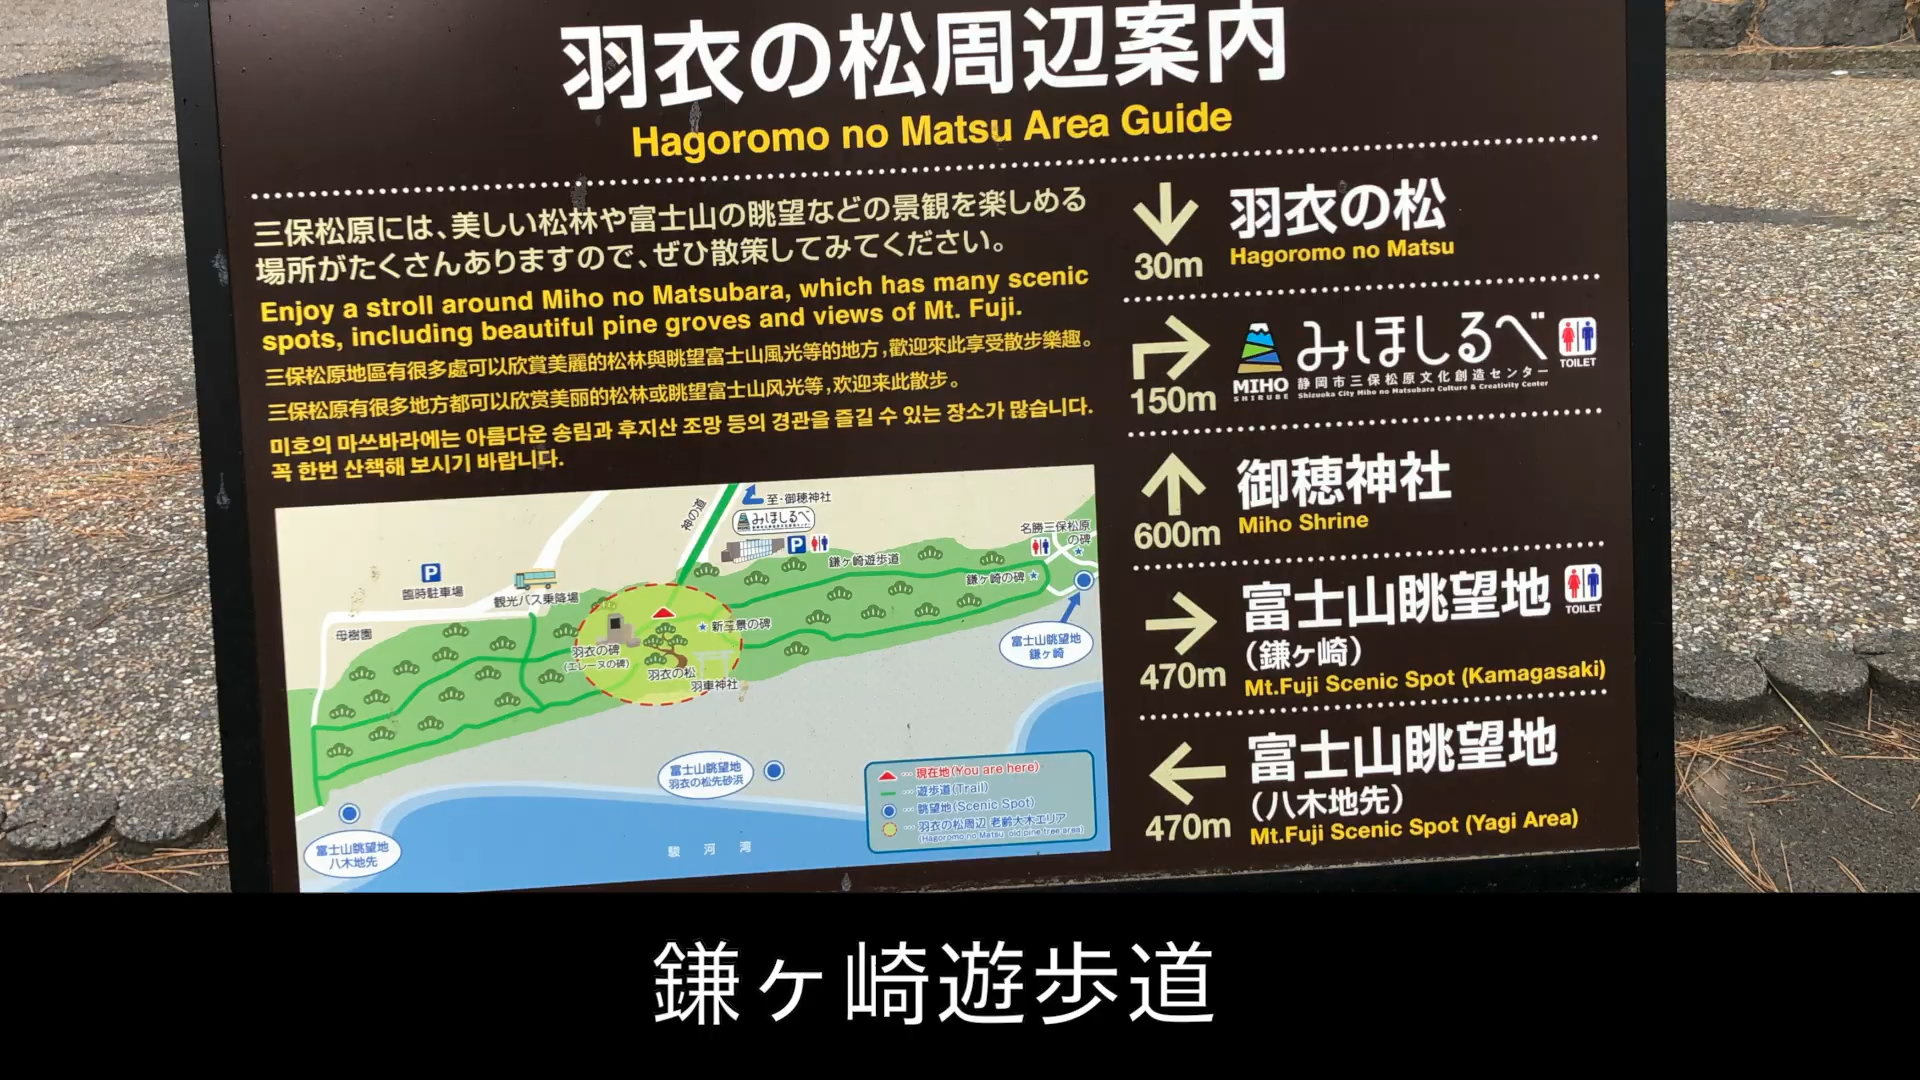 羽衣の松周辺案内
Hagoromo no Matsu Area Guide
三保松原には、美しい松林や富士山の眺望などの景観を楽しめる
場所がたくさんありますので、ぜひ散策してみてください。
Enjoy a stroll around Miho no Matsubara, which has many scenic
spots, including beautiful pine groves and views of Mt. Fuji.
三保松原地區有很多處可以欣賞美麗的松林與眺望富士山風光等的地方,歡迎來此享受散步樂趣。
三保松原有很多地方都可以欣赏美丽的松林或眺望富士山风光等,欢迎来此散步。
미호의 마쓰바라에는 아름다운 송림과 후지산 조망 등의 경관을 즐길 수 있는 장소가 많습니다.
꼭 한번 산책해 보시기 바랍니다.
羽衣の松
Hagoromo no Matsu
30m
みほしるべ
MIHO
SHIRUBE
静岡市三保松原文化創造センター
Shizuoka City Miho no Matsubara Culture & Creativity Center
TOILET
150m
御穂神社
Miho Shrine
600m
富士山眺望地
TOILET
(鎌ヶ崎)
Mt.Fuji Scenic Spot (Kamagasaki)
470m
富士山眺望地
(八木地先)
Mt.Fuji Scenic Spot (Yagi Area)
470m
神の道
至・御穂神社
みほしるべ
P
名勝三保松原
の碑
鎌ヶ崎遊歩道
鎌ヶ崎の碑
P
臨時駐車場
観光バス乗降場
母樹園
新三景の碑
羽衣の碑
(エレーヌの碑)
羽衣の松
羽車神社
富士山眺望地
鎌ヶ崎
富士山眺望地
羽衣の松先砂浜
富士山眺望地
八木地先
駿河湾
…現在地(You are here)
…遊歩道(Trail)
…眺望地(Scenic Spot)
…羽衣の松周辺 老齢大木エリア
(Hagoromo no Matsu old pine tree area)
鎌ヶ崎遊歩道